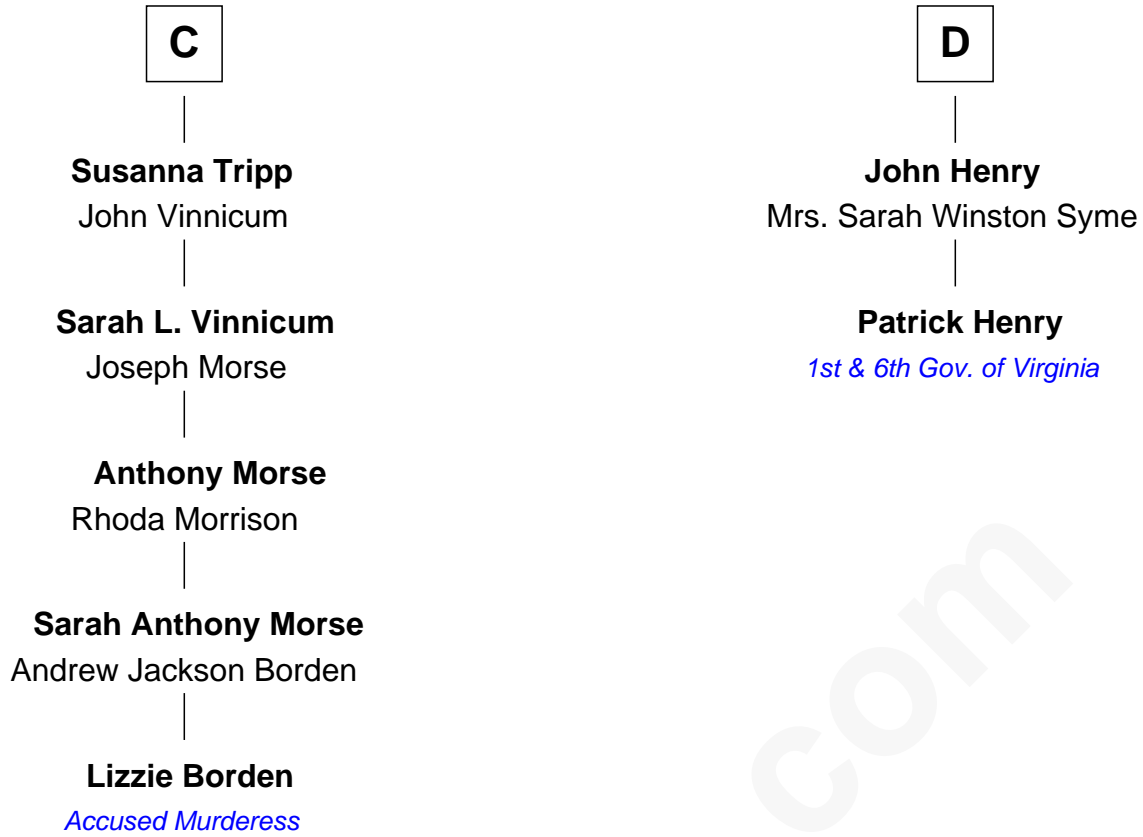 C
Susanna Tripp
John Vinnicum
Sarah L. Vinnicum
Joseph Morse
Anthony Morse
Rhoda Morrison
Sarah Anthony Morse
Andrew Jackson Borden
Lizzie Borden
Accused Murderess
D
John Henry
Mrs. Sarah Winston Syme
Patrick Henry
1st & 6th Gov. of Virginia
com